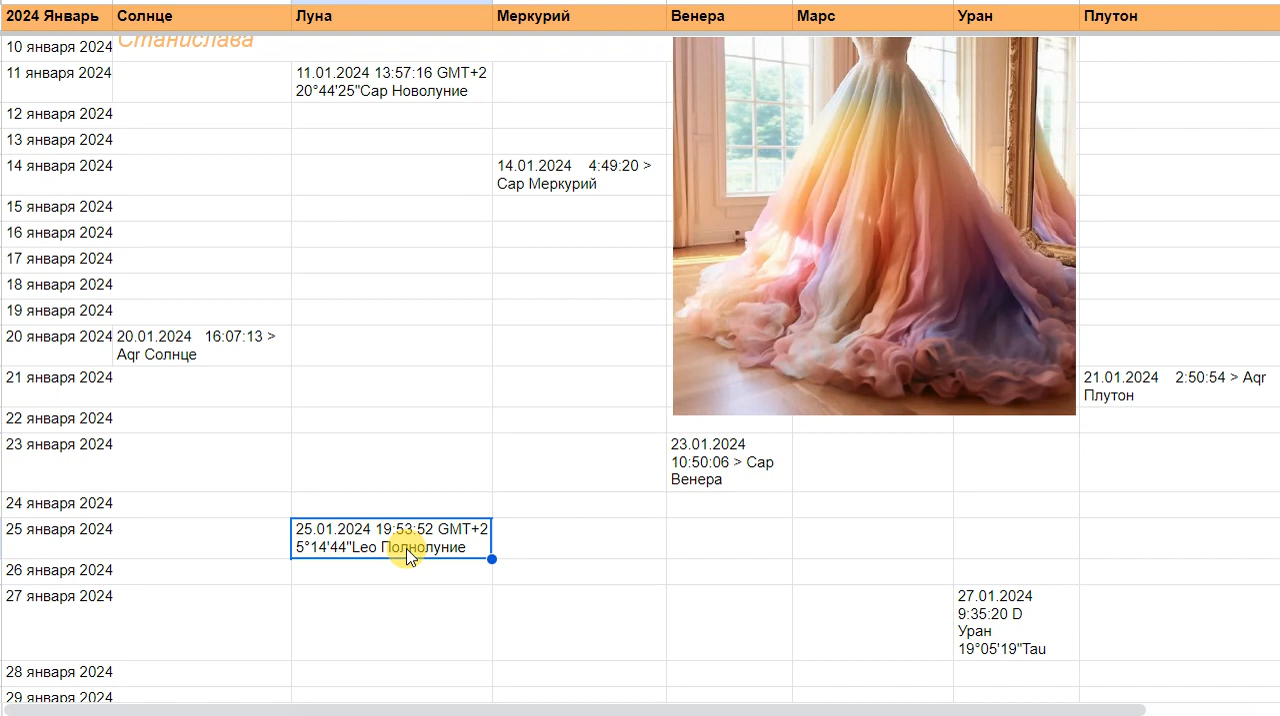 2024 Январь Солнце Луна Меркурий Венера Марс Уран Плутон
10 января 2024 Станислава
11 января 2024 11.01.2024 13:57:16 GMT+2
20°44'25"Cap Новолуние
12 января 2024
13 января 2024
14 января 2024 14.01.2024 4:49:20 >
Cap Меркурий
15 января 2024
16 января 2024
17 января 2024
18 января 2024
19 января 2024
20 января 2024 20.01.2024 16:07:13 >
Aqr Солнце
21 января 2024 21.01.2024 2:50:54 > Aqr
Плутон
22 января 2024
23 января 2024 23.01.2024
10:50:06 > Cap
Венера
24 января 2024
25 января 2024 25.01.2024 19:53:52 GMT+2
5°14'44"Leo Полнолуние
26 января 2024
27 января 2024 27.01.2024
9:35:20 D
Уран
19°05'19"Tau
28 января 2024
29 января 2024